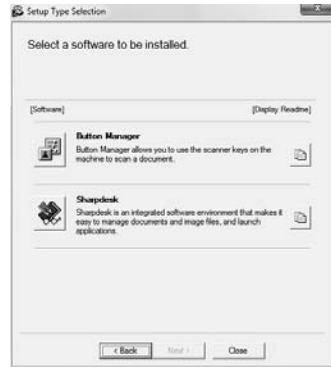 Setup Type Selection
Select a software to be installed.
[Software] [Display Readme]
Button Manager
Button Manager allows you to use the scanner keys on the
machine to scan a document.
Sharpdesk
Sharpdesk is an integrated software environment that makes it
easy to manage documents and image files, and launch
applications.
< Back Next > Close